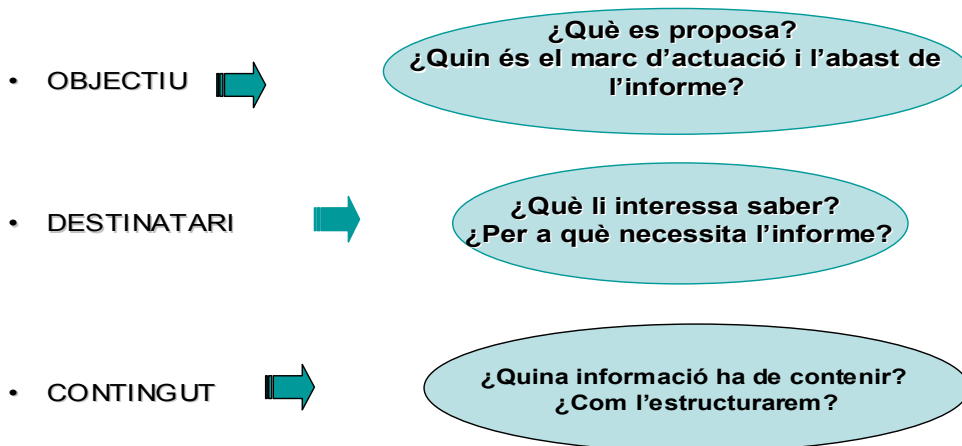 ¿Què es proposa?
¿Quin és el marc d’actuació i l’abast de
l’informe?
• OBJECTIU
¿Què li interessa saber?
¿Per a què necessita l’informe?
• DESTINATARI
¿Quina informació ha de contenir?
¿Com l’estructurarem?
• CONTINGUT